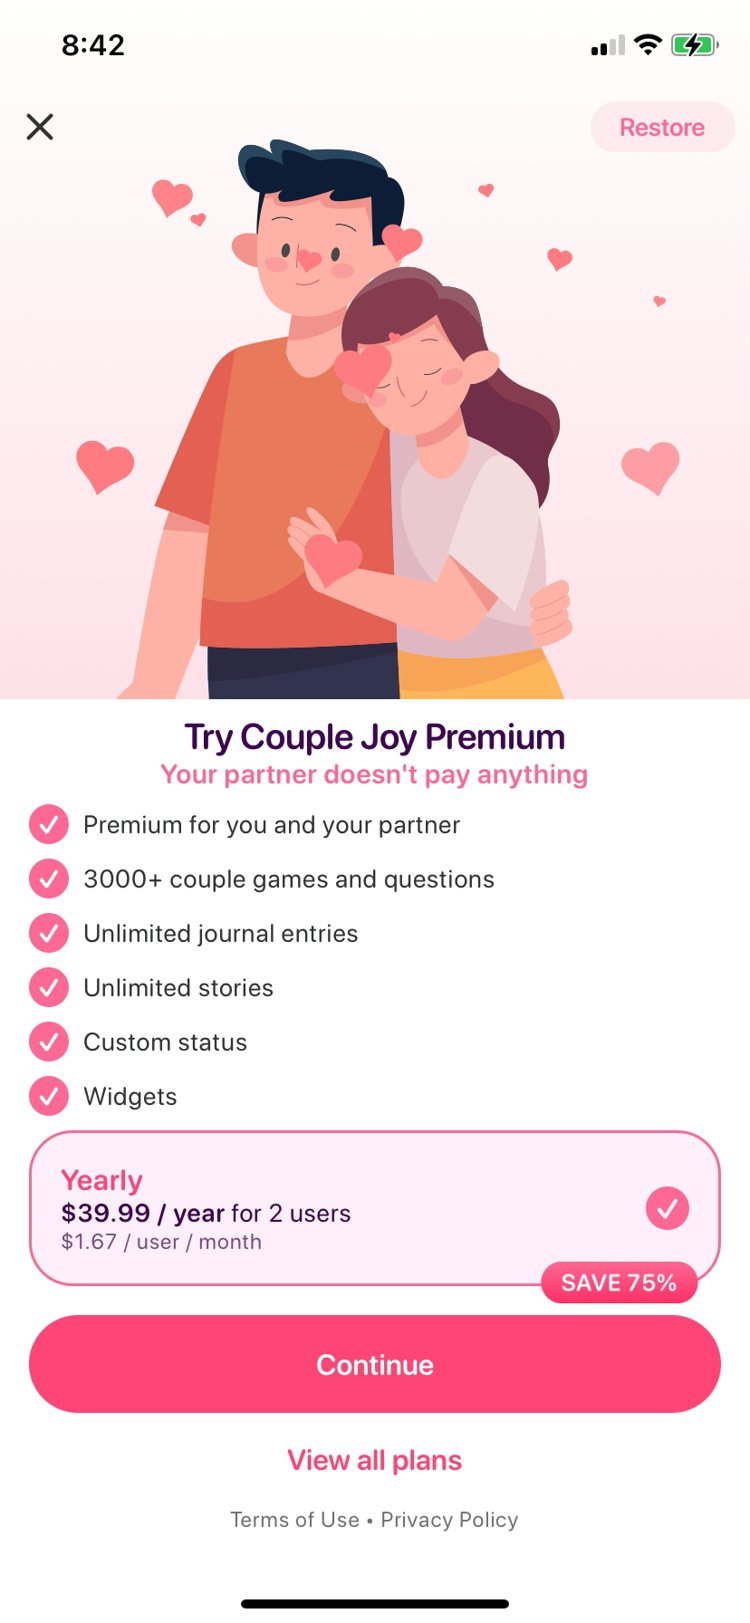 8:42
Restore
Try Couple Joy Premium
Your partner doesn't pay anything
Premium for you and your partner
3000+ couple games and questions
Unlimited journal entries
Unlimited stories
Custom status
Widgets
Yearly
$39.99 / year for 2 users
$1.67 / user / month
SAVE 75%
Continue
View all plans
Terms of Use • Privacy Policy